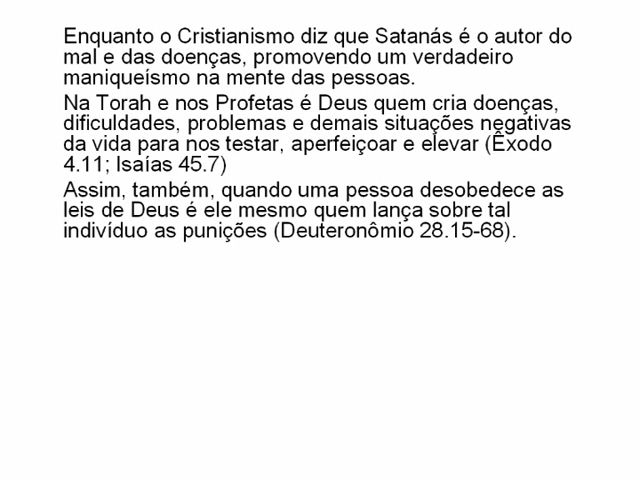 Enquanto o Cristianismo diz que Satanás é o autor do
mal e das doenças, promovendo um verdadeiro
maniqueísmo na mente das pessoas.
Na Torah e nos Profetas é Deus quem cria doenças,
dificuldades, problemas e demais situações negativas
da vida para nos testar, aperfeiçoar e elevar (Êxodo
4.11; Isaías 45.7)
Assim, também, quando uma pessoa desobedece as
leis de Deus é ele mesmo quem lança sobre tal
indivíduo as punições (Deuteronômio 28.15-68).